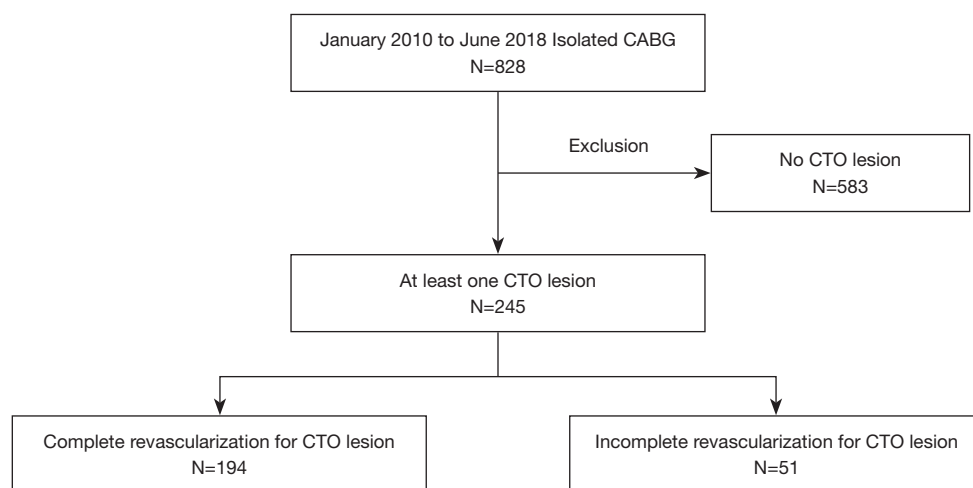 January 2010 to June 2018 Isolated CABG
N=828
Exclusion
No CTO lesion
N=583
At least one CTO lesion
N=245
Complete revascularization for CTO lesion
N=194
Incomplete revascularization for CTO lesion
N=51